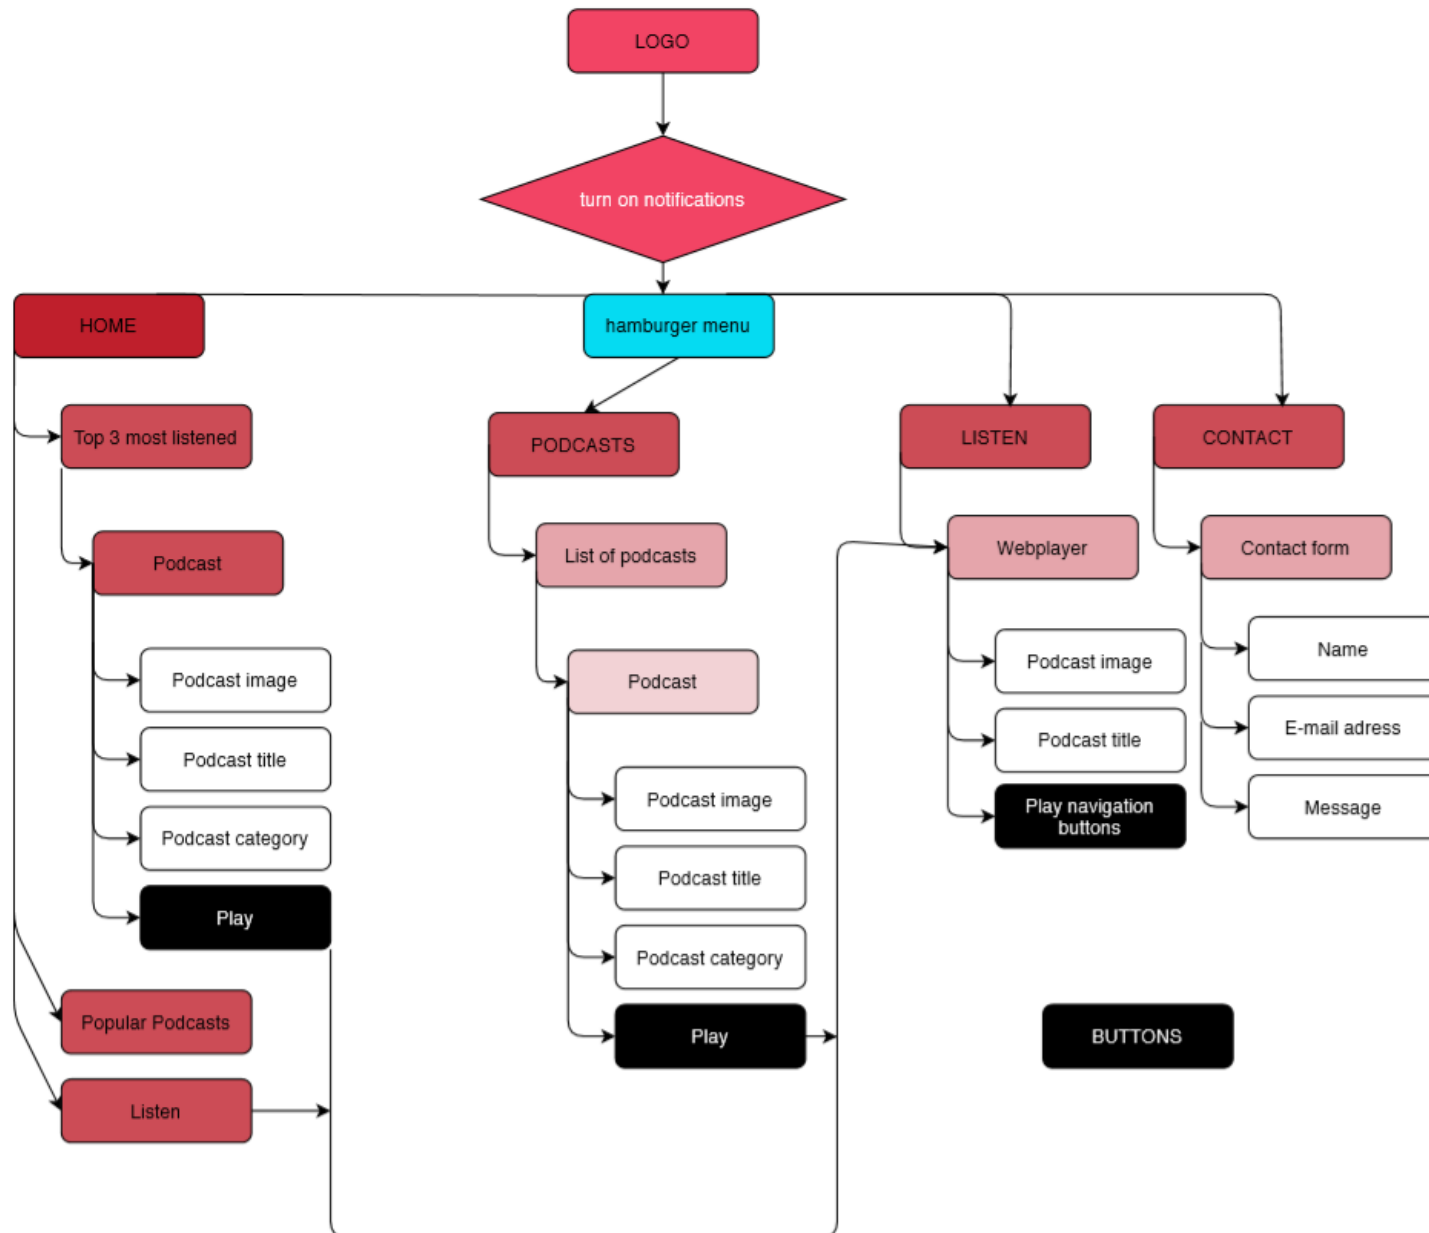 LOGO
turn on notifications
HOME
hamburger menu
Top 3 most listened
PODCASTS
LISTEN
CONTACT
Podcast
List of podcasts
Webplayer
Contact form
Podcast image
Podcast title
Podcast category
Play
Podcast
Podcast image
Podcast title
Podcast category
Play
Podcast image
Podcast title
Play navigation
buttons
Name
E-mail adress
Message
Popular Podcasts
Listen
BUTTONS